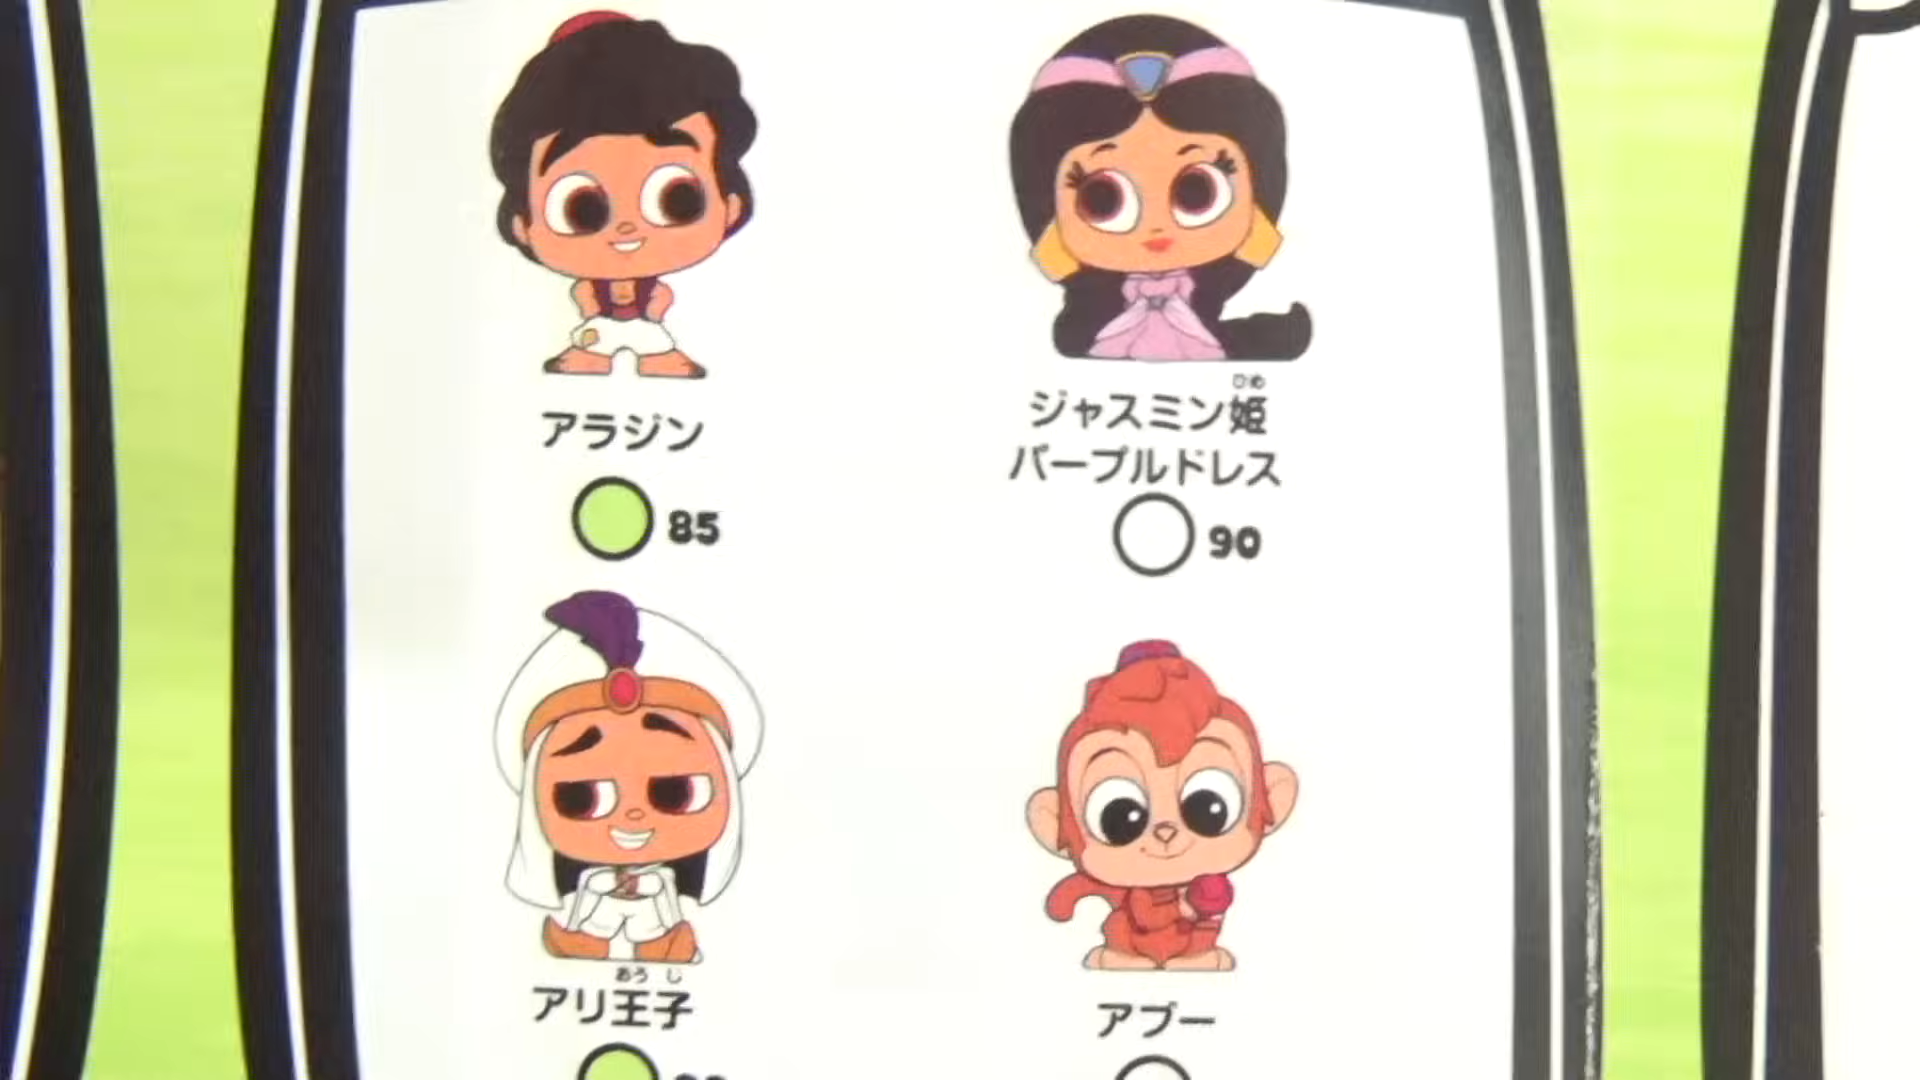 アラジン
85
ひめ
ジャスミン姫
パープルドレス
90
おうじ
アリ王子
アブー